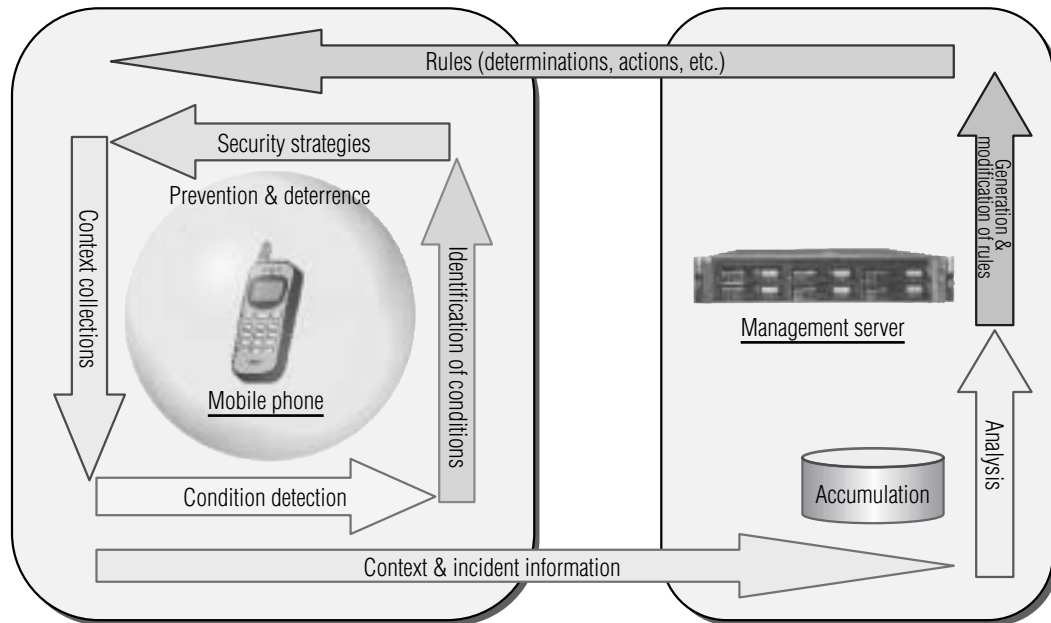 Rules (determinations, actions, etc.)
Security strategies
Prevention & deterrence
Context collections
Identification of conditions
Mobile phone
Condition detection
Context & incident information
Generation &
modification of rules
Management server
Analysis
Accumulation